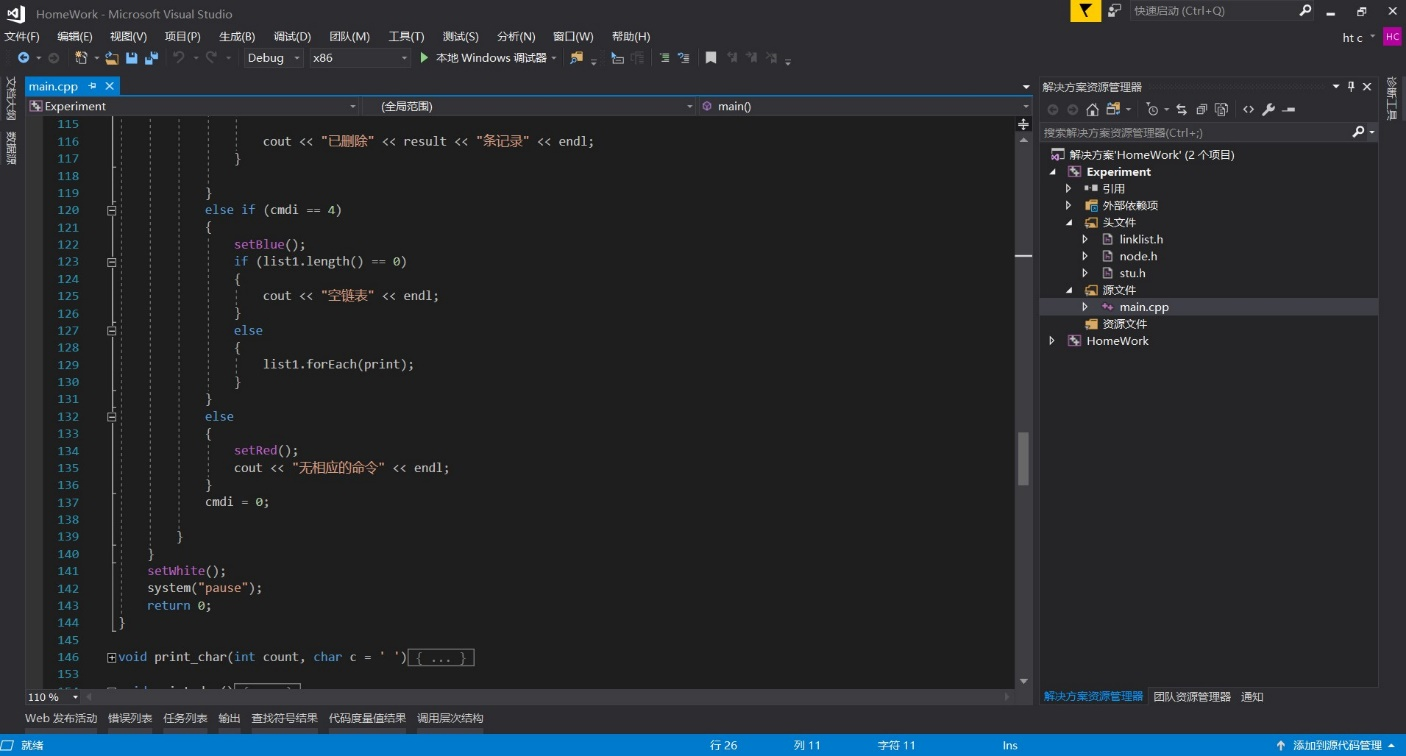 HomeWork - Microsoft Visual Studio
快速启动 (Ctrl+Q)
文件(F) 编辑(E) 视图(V) 项目(P) 生成(B) 调试(D) 团队(M) 工具(T) 测试(S) 分析(N) 窗口(W) 帮助(H)
ht c HC
Debug x86 本地 Windows 调试器
文档大纲
数据源
main.cpp
Experiment (全局范围) main()
115
116 cout << "已删除" << result << "条记录" << endl;
117 }
118
119 }
120 else if (cmdi == 4)
121 {
122 setBlue();
123 if (list1.length() == 0)
124 {
125 cout << "空链表" << endl;
126 }
127 else
128 {
129 list1.forEach(print);
130 }
131 }
132 else
133 {
134 setRed();
135 cout << "无相应的命令" << endl;
136 }
137 cmdi = 0;
138
139 }
140 }
141 setWhite();
142 system("pause");
143 return 0;
144 }
145
146 void print_char(int count, char c = ' '){ ... }
153
110 %
解决方案资源管理器
搜索解决方案资源管理器(Ctrl+;)
解决方案'HomeWork' (2 个项目)
Experiment
引用
外部依赖项
头文件
linklist.h
node.h
stu.h
源文件
main.cpp
资源文件
HomeWork
诊断工具
解决方案资源管理器 团队资源管理器 通知
Web 发布活动 错误列表 任务列表 输出 查找符号结果 代码度量值结果 调用层次结构
就绪 行 26 列 11 字符 11 Ins 添加到源代码管理